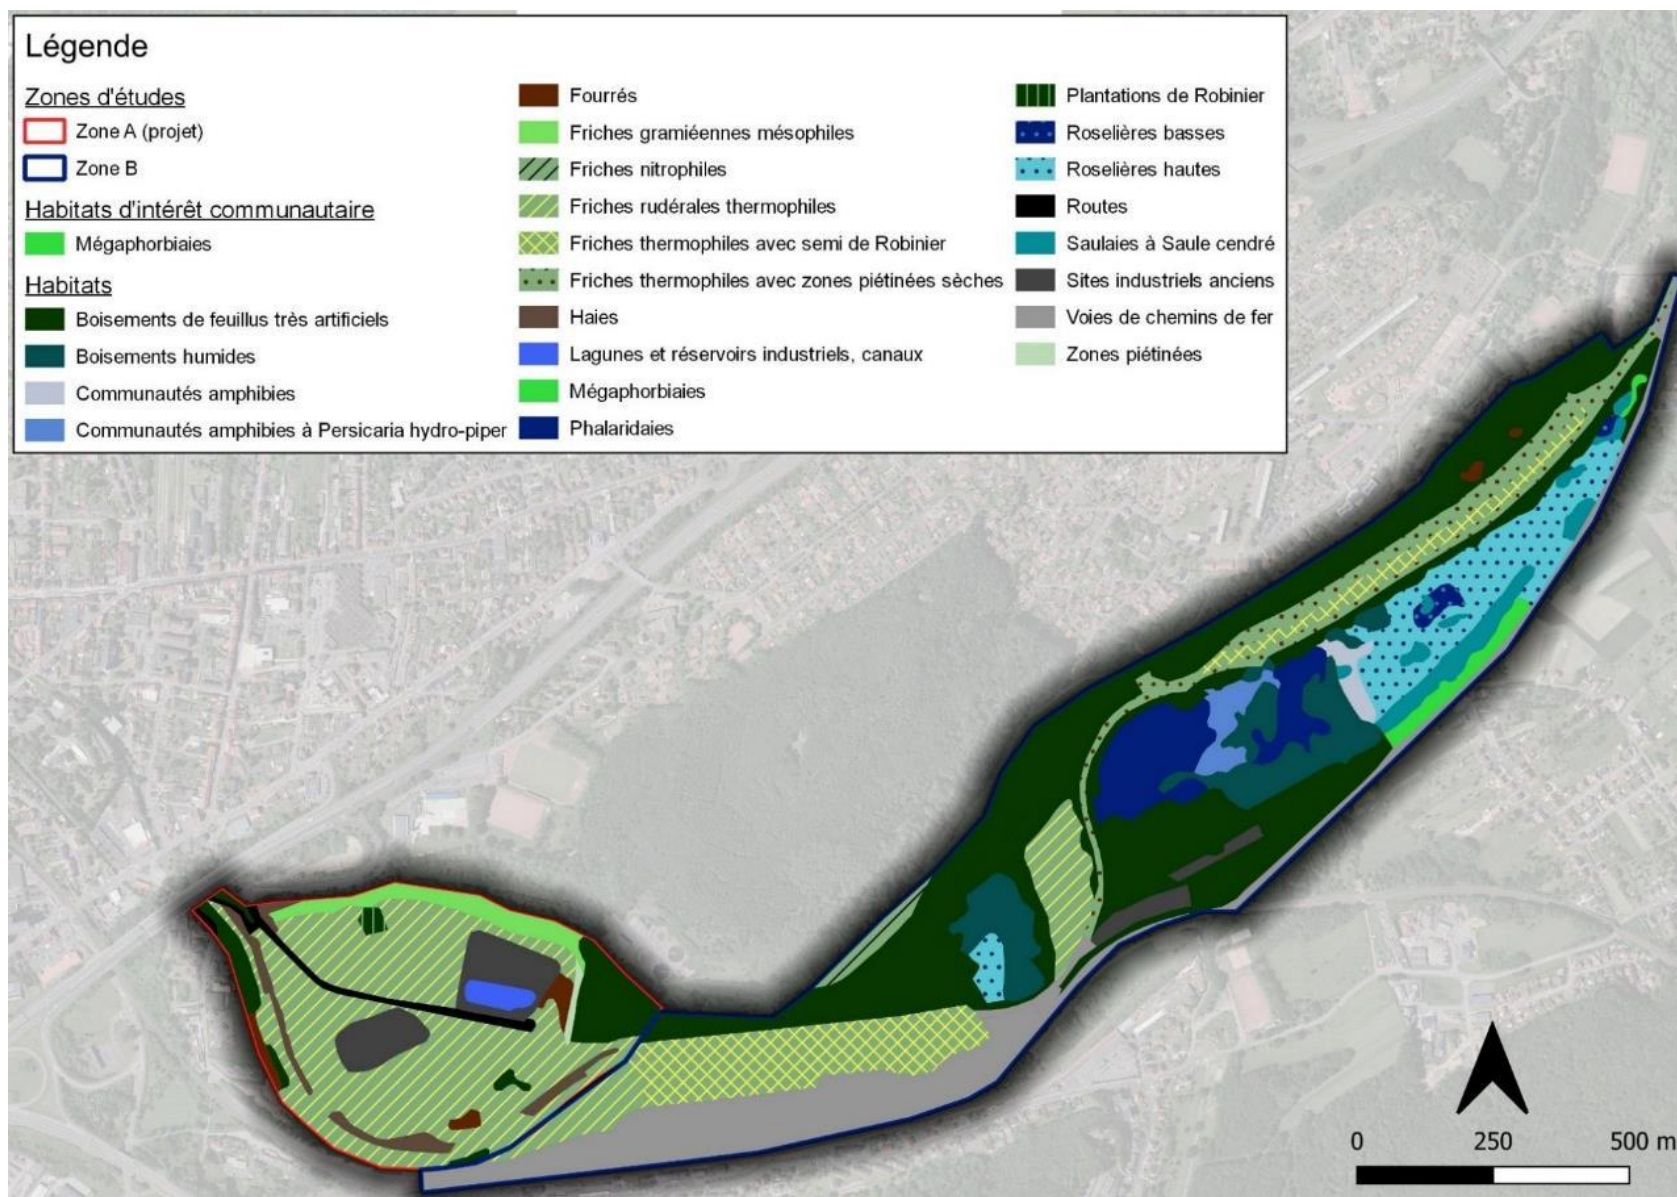 Légende
Zones d'études
Zone A (projet)
Zone B
Habitats d'intérêt communautaire
Mégaphorbiaies
Habitats
Boisements de feuillus très artificiels
Boisements humides
Communautés amphibies
Communautés amphibies à Persicaria hydro-piper
Fourrés
Friches gramiéennes mésophiles
Friches nitrophiles
Friches rudérales thermophiles
Friches thermophiles avec semi de Robinier
Friches thermophiles avec zones piétinées sèches
Haies
Lagunes et réservoirs industriels, canaux
Mégaphorbiaies
Phalaridaies
Plantations de Robinier
Roselières basses
Roselières hautes
Routes
Saulaies à Saule cendré
Sites industriels anciens
Voies de chemins de fer
Zones piétinées
0 250 500 m